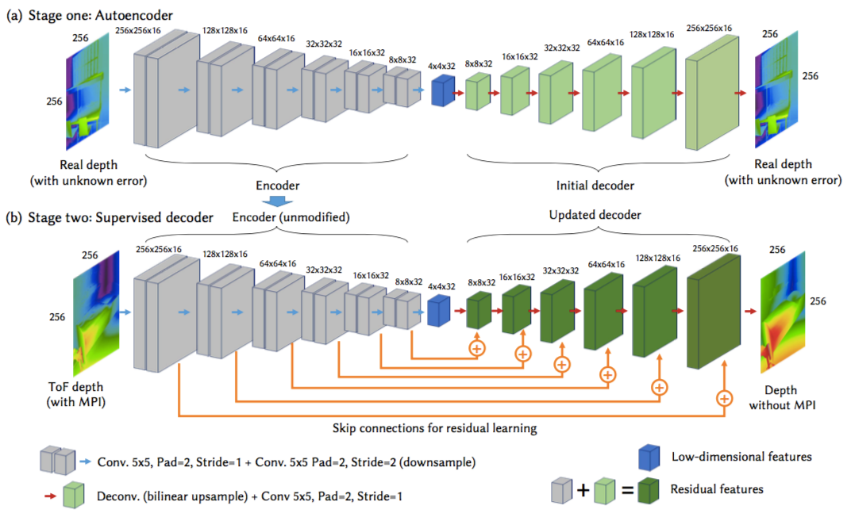 (a) Stage one: Autoencoder
256x256x16 128x128x16 64x64x16 32x32x32 16x16x32 8x8x32 4x4x32 8x8x32 16x16x32 32x32x32 64x64x16 128x128x16 256x256x16
256 256
256 256
Real depth
(with unknown error)
Encoder
Initial decoder
Real depth
(with unknown error)
(b) Stage two: Supervised decoder
Encoder (unmodified)
Updated decoder
256x256x16 128x128x16 64x64x16 32x32x32 16x16x32 8x8x32 4x4x32 8x8x32 16x16x32 32x32x32 64x64x16 128x128x16 256x256x16
256 256
256 256
ToF depth
(with MPI)
Depth
without MPI
Skip connections for residual learning
Conv. 5x5, Pad=2, Stride=1 + Conv. 5x5 Pad=2, Stride=2 (downsample)
Low-dimensional features
Deconv. (bilinear upsample) + Conv 5x5, Pad=2, Stride=1
+ = Residual features